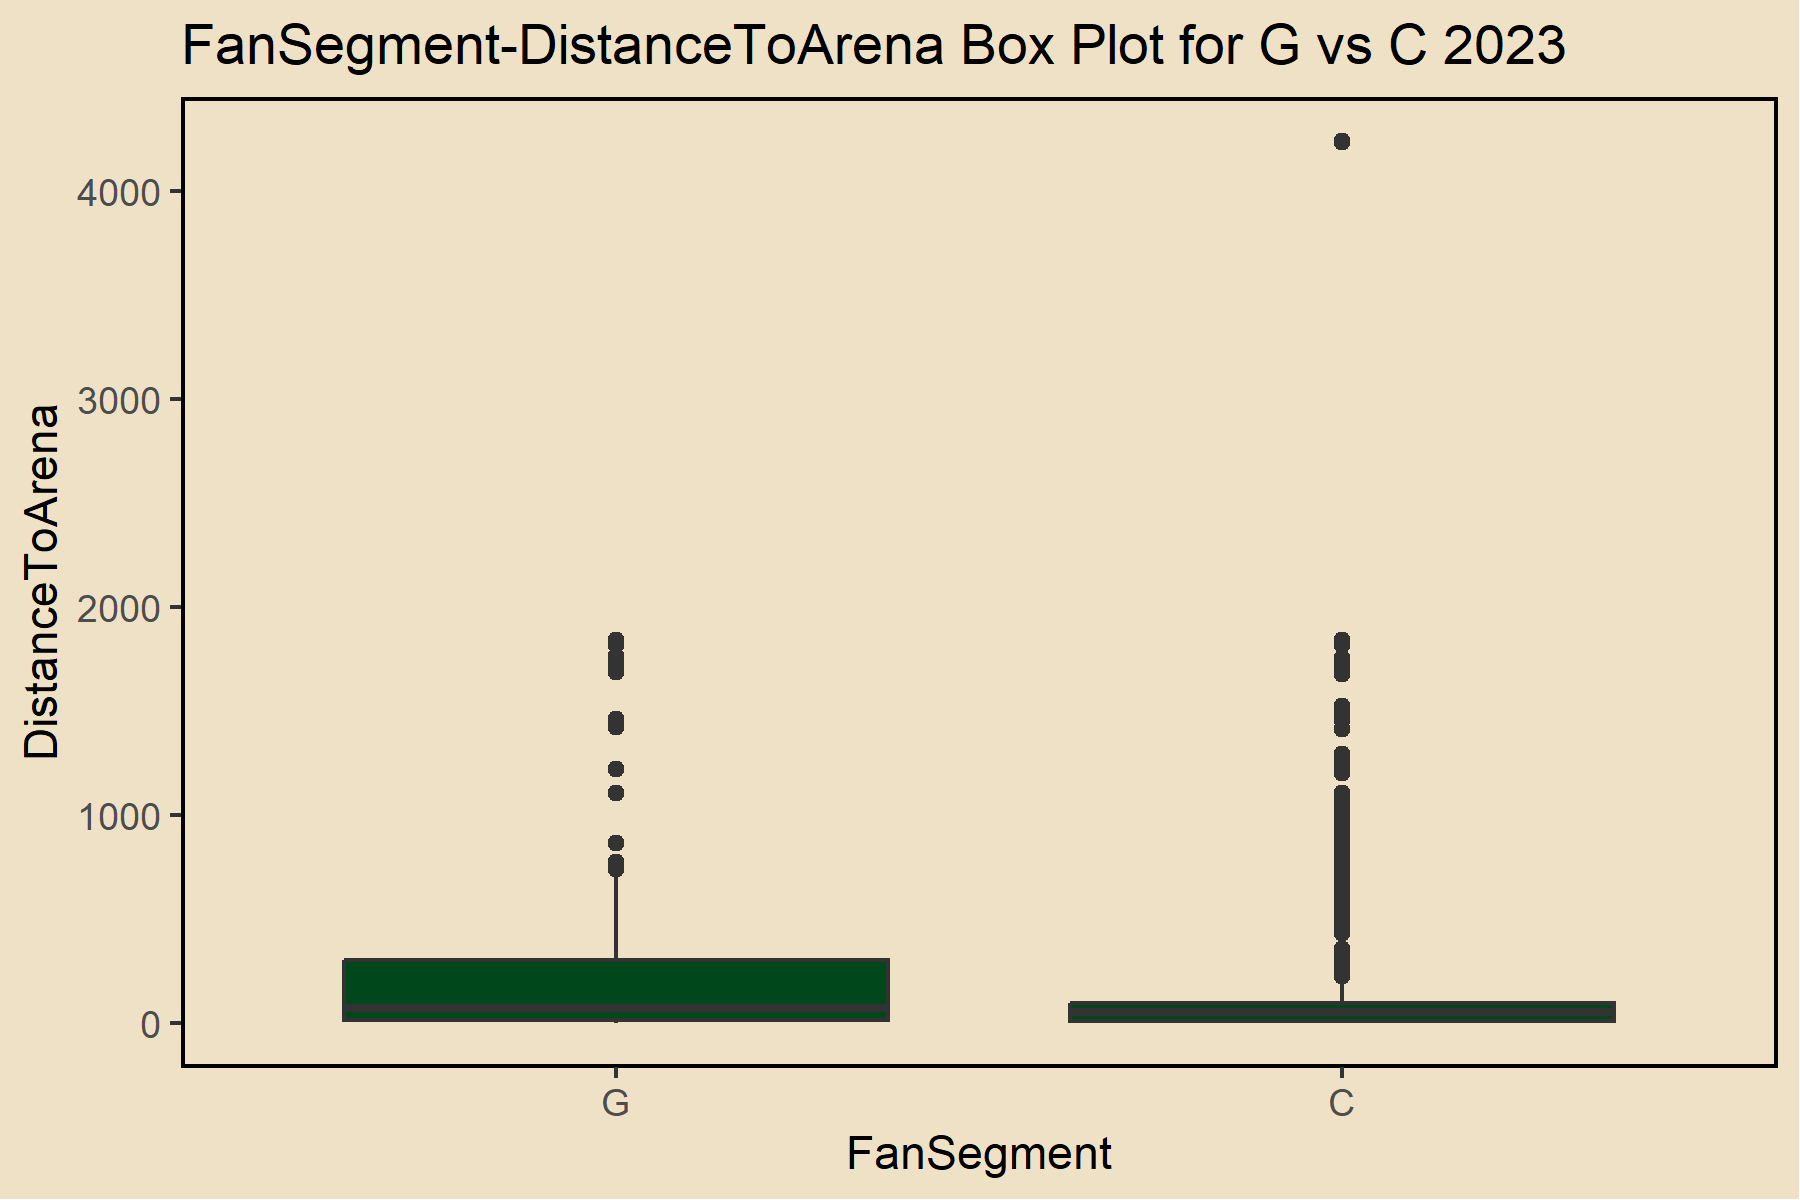 FanSegment-DistanceToArena Box Plot for G vs C 2023
4000
3000
2000
1000
0
DistanceToArena
G
C
FanSegment